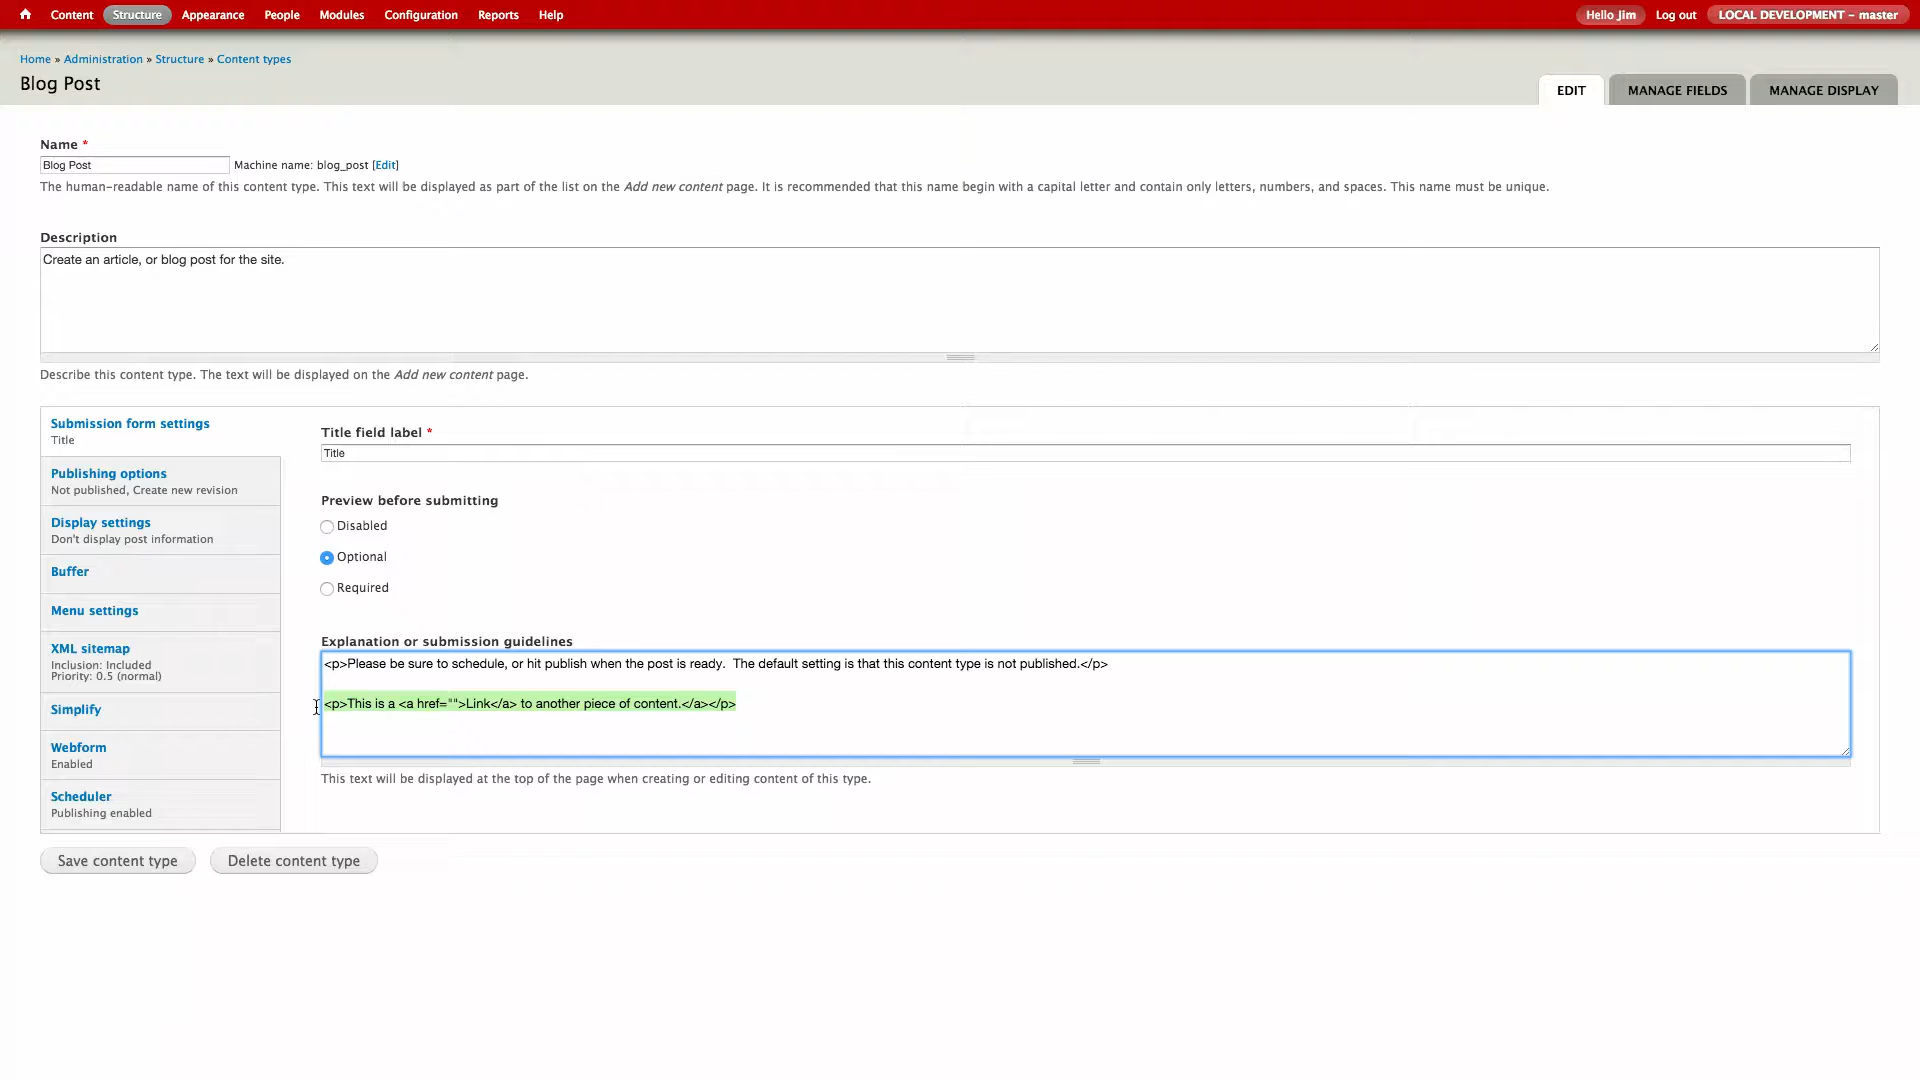 Content Structure Appearance People Modules Configuration Reports Help Hello Jim Log out LOCAL DEVELOPMENT - master
Home » Administration » Structure » Content types
Blog Post
EDIT MANAGE FIELDS MANAGE DISPLAY
Name *
Blog Post Machine name: blog_post [Edit]
The human-readable name of this content type. This text will be displayed as part of the list on the Add new content page. It is recommended that this name begin with a capital letter and contain only letters, numbers, and spaces. This name must be unique.
Description
Create an article, or blog post for the site.
Describe this content type. The text will be displayed on the Add new content page.
Submission form settings
Title
Publishing options
Not published, Create new revision
Display settings
Don't display post information
Buffer
Menu settings
XML sitemap
Inclusion: Included
Priority: 0.5 (normal)
Simplify
Webform
Enabled
Scheduler
Publishing enabled
Title field label *
Title
Preview before submitting
Disabled
Optional
Required
Explanation or submission guidelines
<p>Please be sure to schedule, or hit publish when the post is ready.  The default setting is that this content type is not published.</p>
<p>This is a <a href="">Link</a> to another piece of content.</a></p>
This text will be displayed at the top of the page when creating or editing content of this type.
Save content type Delete content type